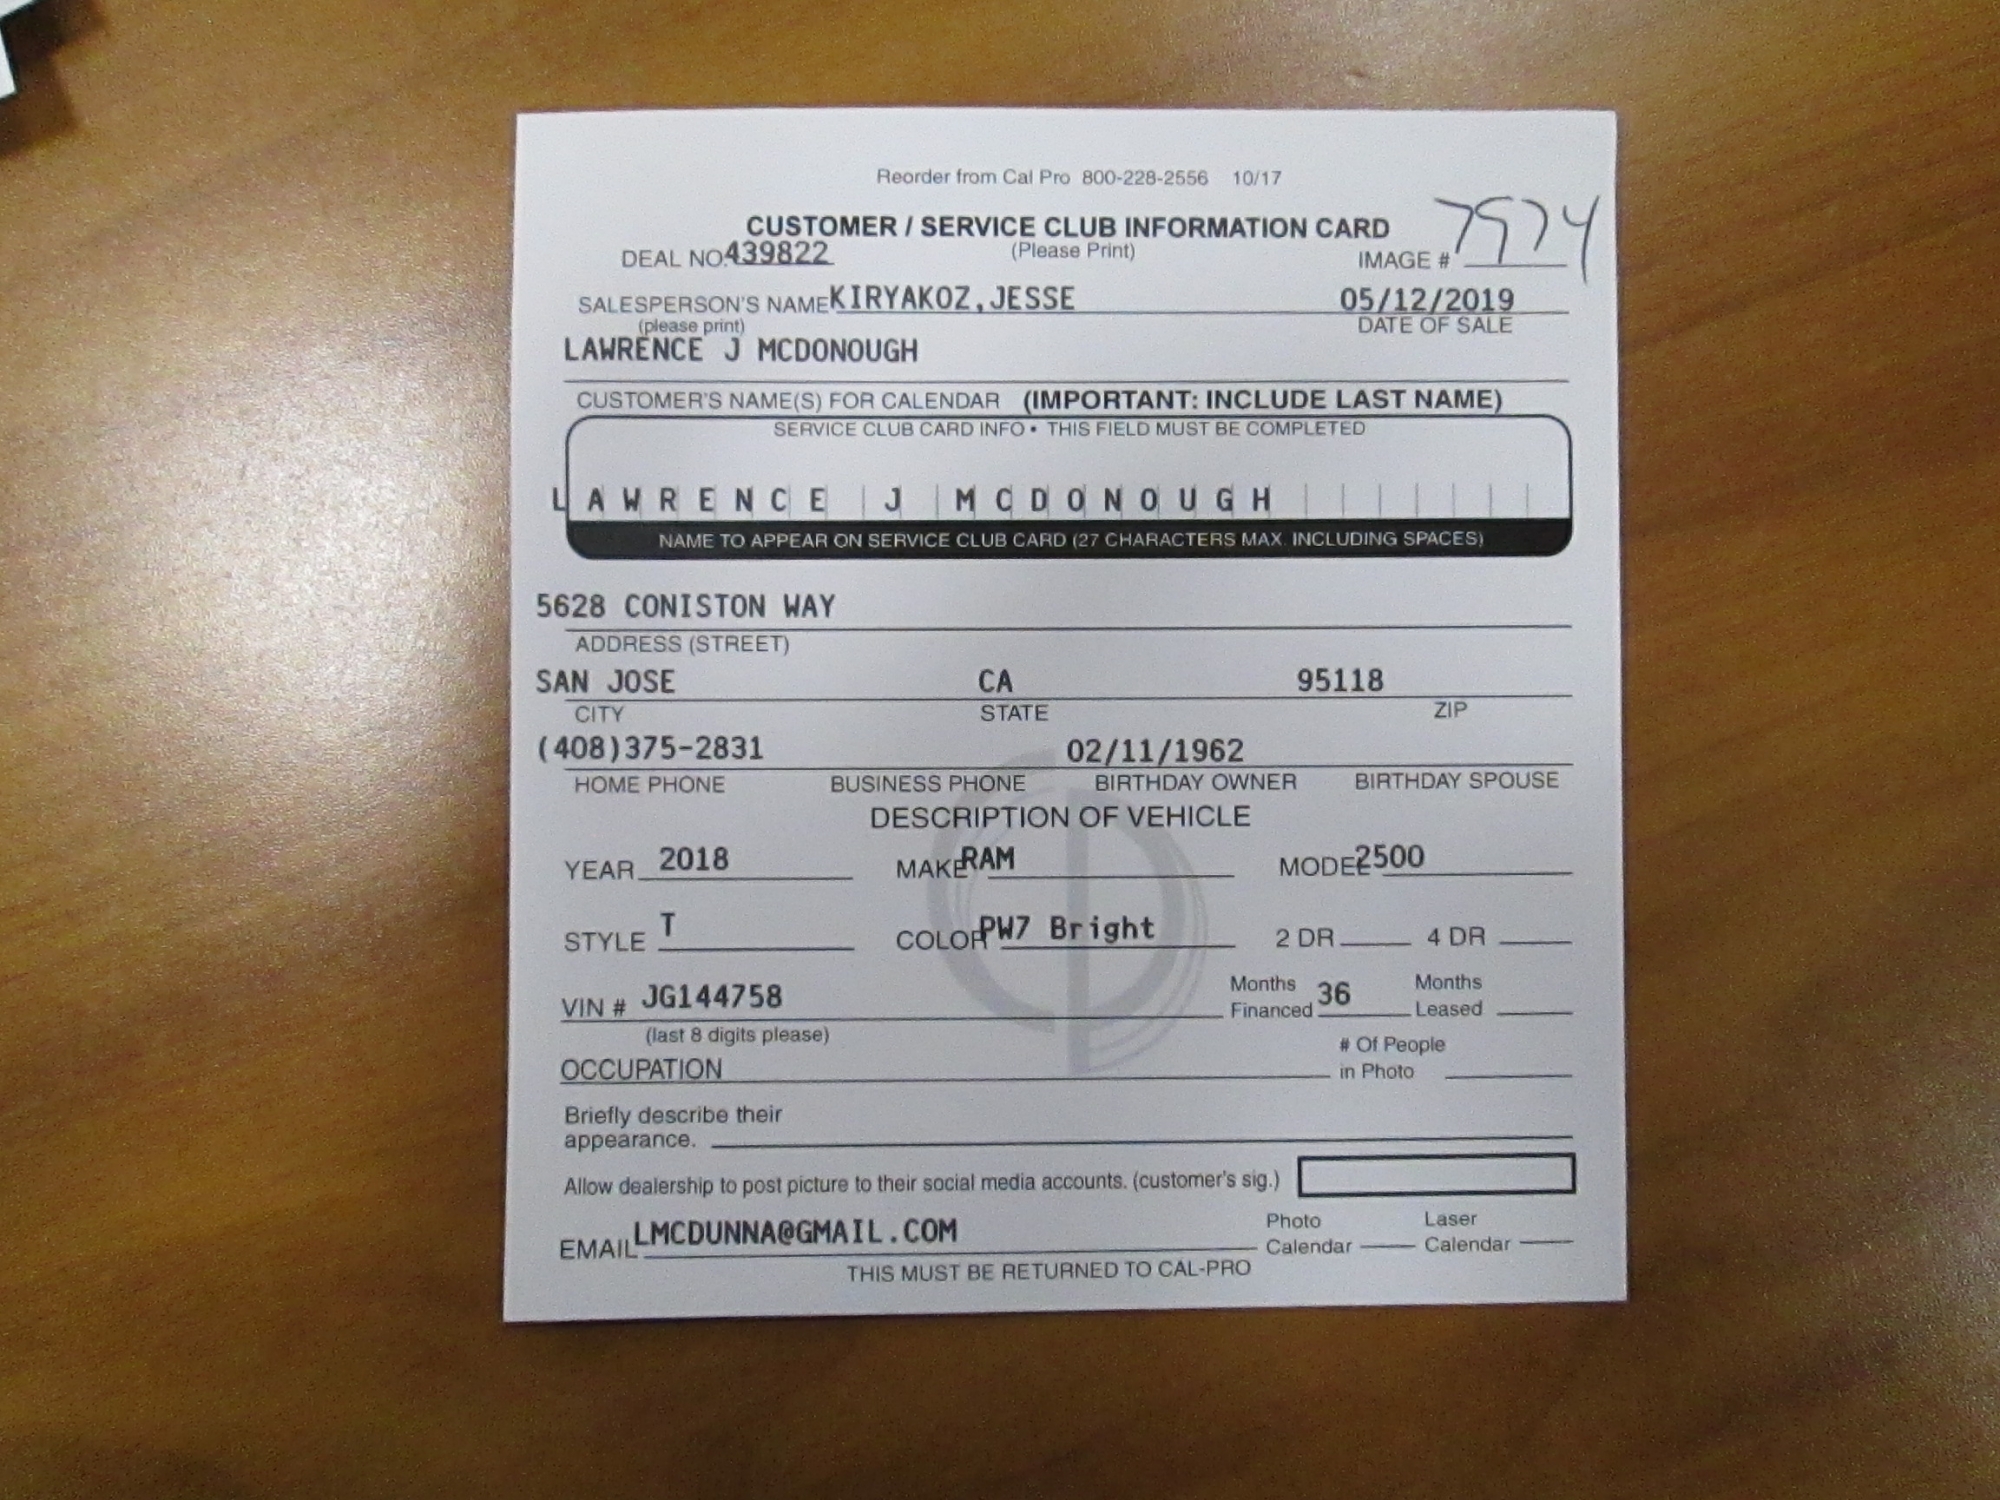 Reorder from Cal Pro 800-228-2556 10/17
CUSTOMER / SERVICE CLUB INFORMATION CARD
(Please Print)
DEAL NO. 439822
IMAGE # 7974
SALESPERSON'S NAME KIRYAKOZ,JESSE 05/12/2019
(please print) DATE OF SALE
LAWRENCE J MCDONOUGH
CUSTOMER'S NAME(S) FOR CALENDAR (IMPORTANT: INCLUDE LAST NAME)
SERVICE CLUB CARD INFO • THIS FIELD MUST BE COMPLETED
LAWRENCE J MCDONOUGH
NAME TO APPEAR ON SERVICE CLUB CARD (27 CHARACTERS MAX. INCLUDING SPACES)
5628 CONISTON WAY
ADDRESS (STREET)
SAN JOSE CA 95118
CITY STATE ZIP
(408)375-2831 02/11/1962
HOME PHONE BUSINESS PHONE BIRTHDAY OWNER BIRTHDAY SPOUSE
DESCRIPTION OF VEHICLE
YEAR 2018 MAKE RAM MODEL 2500
STYLE T COLOR PW7 Bright 2 DR 4 DR
VIN # JG144758 Months Financed 36 Months Leased
(last 8 digits please)
OCCUPATION # Of People in Photo
Briefly describe their
appearance.
Allow dealership to post picture to their social media accounts. (customer's sig.)
EMAIL LMCDUNNA@GMAIL.COM Photo Calendar Laser Calendar
THIS MUST BE RETURNED TO CAL-PRO